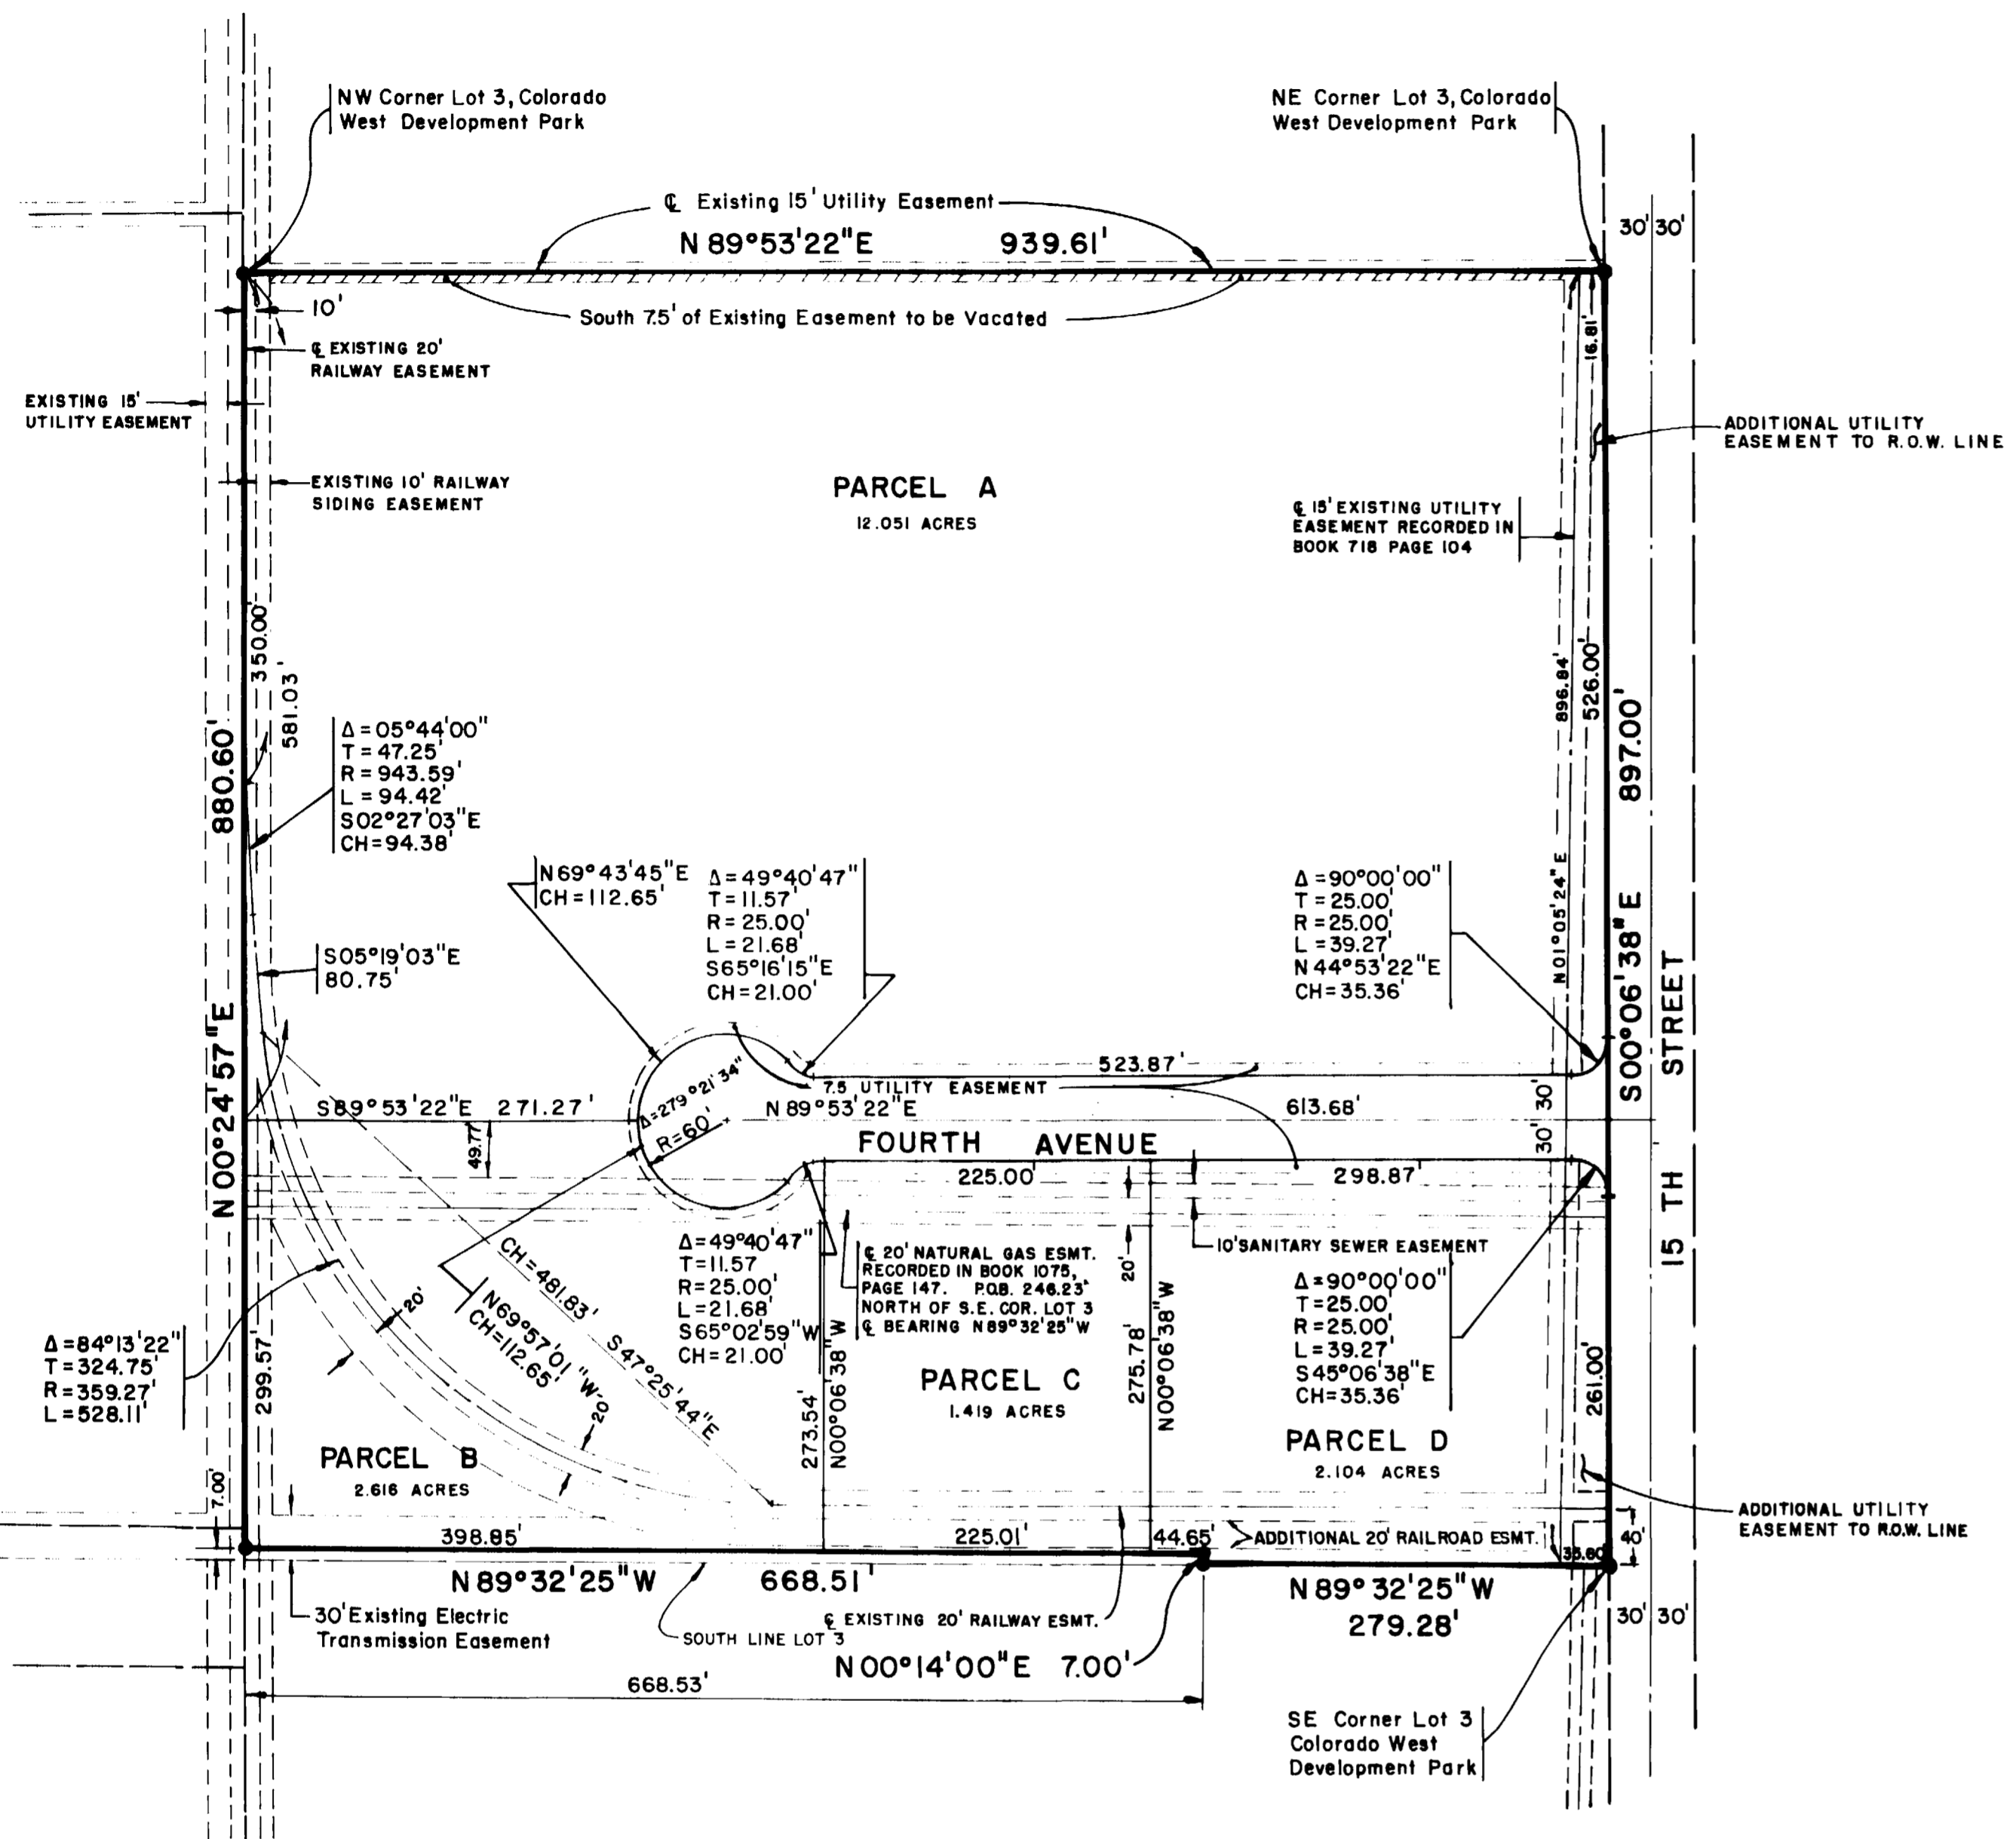 NW Corner Lot 3, Colorado
West Development Park
NE Corner Lot 3, Colorado
West Development Park
℄ Existing 15' Utility Easement
N 89°53'22"E 939.61'
30' 30'
10'
South 7.5' of Existing Easement to be Vacated
16.81'
℄ EXISTING 20'
RAILWAY EASEMENT
EXISTING 15'
UTILITY EASEMENT
ADDITIONAL UTILITY
EASEMENT TO R.O.W. LINE
EXISTING 10' RAILWAY
SIDING EASEMENT
PARCEL A
12.051 ACRES
℄ 15' EXISTING UTILITY
EASEMENT RECORDED IN
BOOK 718 PAGE 104
350.00'
581.03'
880.60'
N 00°24'57"E
896.84'
N01°05'24"E
526.00'
897.00'
S00°06'38"E
15 TH STREET
Δ=05°44'00"
T=47.25'
R=943.59'
L=94.42'
S02°27'03"E
CH=94.38'
N69°43'45"E
CH=112.65'
Δ=49°40'47"
T=11.57'
R=25.00'
L=21.68'
S65°16'15"E
CH=21.00'
Δ=90°00'00"
T=25.00'
R=25.00'
L=39.27'
N44°53'22"E
CH=35.36'
S05°19'03"E
80.75'
523.87'
7.5 UTILITY EASEMENT
S89°53'22"E 271.27'
Δ=279°21'34"
R=60'
N 89°53'22"E
613.68'
30'
30'
49.77'
FOURTH AVENUE
225.00'
298.87'
10' SANITARY SEWER EASEMENT
20'
Δ=49°40'47"
T=11.57
R=25.00'
L=21.68'
S65°02'59"W
CH=21.00'
℄ 20' NATURAL GAS ESMT.
RECORDED IN BOOK 1075,
PAGE 147. P.O.B. 246.23'
NORTH OF S.E. COR. LOT 3
℄ BEARING N89°32'25"W
Δ=90°00'00"
T=25.00'
R=25.00'
L=39.27'
S45°06'38"E
CH=35.36'
CH=481.83' S47°25'44"E
N69°57'01"W
CH=112.65'
20'
20'
Δ=84°13'22"
T=324.75'
R=359.27'
L=528.11'
299.57'
7.00'
273.54'
N00°06'38"W
275.78'
N00°06'38"W
261.00'
PARCEL B
2.616 ACRES
PARCEL C
1.419 ACRES
PARCEL D
2.104 ACRES
ADDITIONAL UTILITY
EASEMENT TO R.O.W. LINE
398.85'
225.01'
44.65'
ADDITIONAL 20' RAILROAD ESMT.
35.60'
40'
N89°32'25"W 668.51'
N89°32'25"W
279.28'
30' Existing Electric
Transmission Easement
SOUTH LINE LOT 3
℄ EXISTING 20' RAILWAY ESMT.
30' 30'
N00°14'00"E 7.00'
668.53'
SE Corner Lot 3
Colorado West
Development Park